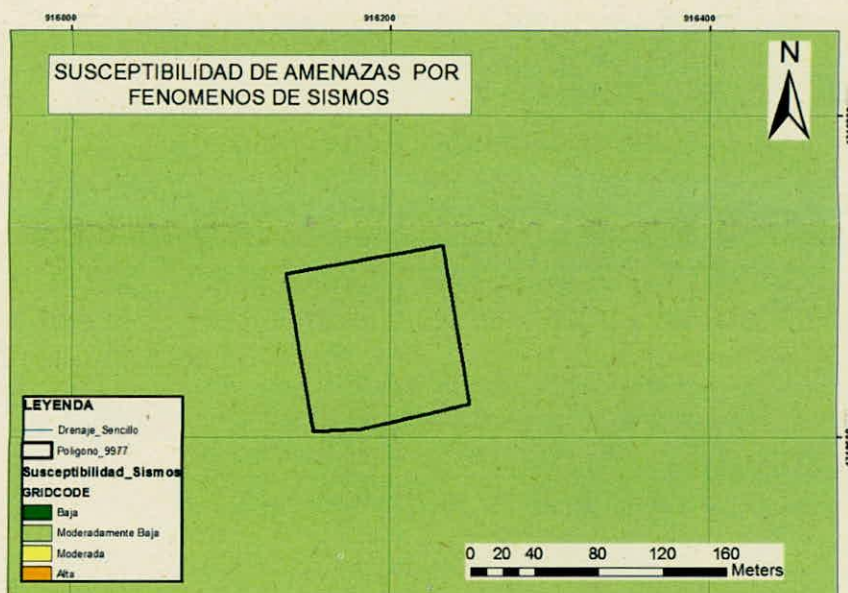 916000 916200 916400
SUSCEPTIBILIDAD DE AMENAZAS POR
FENOMENOS DE SISMOS
N
LEYENDA
Drenaje_Sencillo
Poligono_9977
Susceptibilidad_Sismos
GRIDCODE
Baja
Moderadamente Baja
Moderada
Alta
0 20 40 80 120 160
Meters